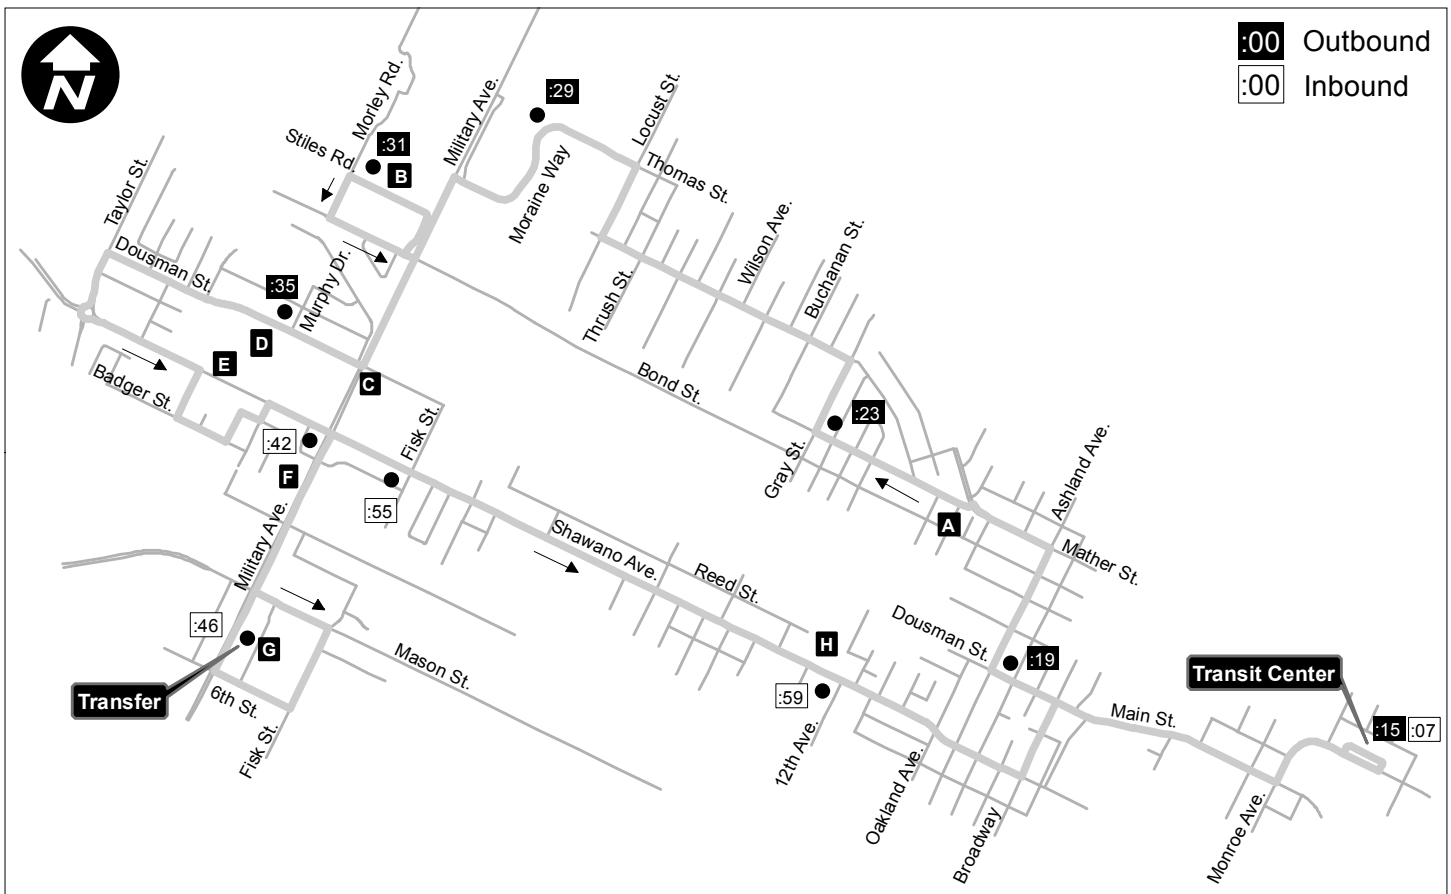 N
:00 Outbound
:00 Inbound
:29
Locust St.
Morley Rd.
Military Ave.
:31
Stiles Rd.
B
Thomas St.
Moraine Way
Taylor St.
Wilson Ave.
Buchanan St.
Dousman St.
Murphy Dr.
:35
Thrush St.
D
E
C
Bond St.
Badger St.
:23
Fisk St.
:42
Gray St.
F
Ashland Ave.
:55
A
Military Ave.
Shawano Ave.
Mather St.
Reed St.
:46
G
Dousman St.
H
Mason St.
:19
Transfer
6th St.
:59
Transit Center
Main St.
:15 :07
Fisk St.
12th Ave.
Oakland Ave.
Broadway
Monroe Ave.